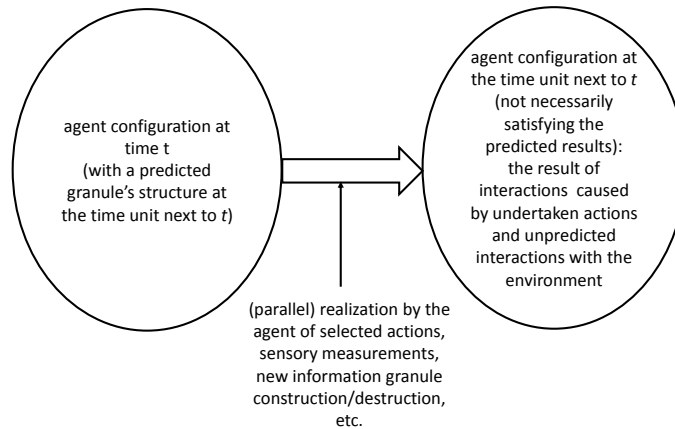 agent configuration at
time t
(with a predicted
granule's structure at
the time unit next to t)
agent configuration at
the time unit next to t
(not necessarily
satisfying the
predicted results):
the result of
interactions caused
by undertaken actions
and unpredicted
interactions with the
environment
(parallel) realization by the
agent of selected actions,
sensory measurements,
new information granule
construction/destruction,
etc.